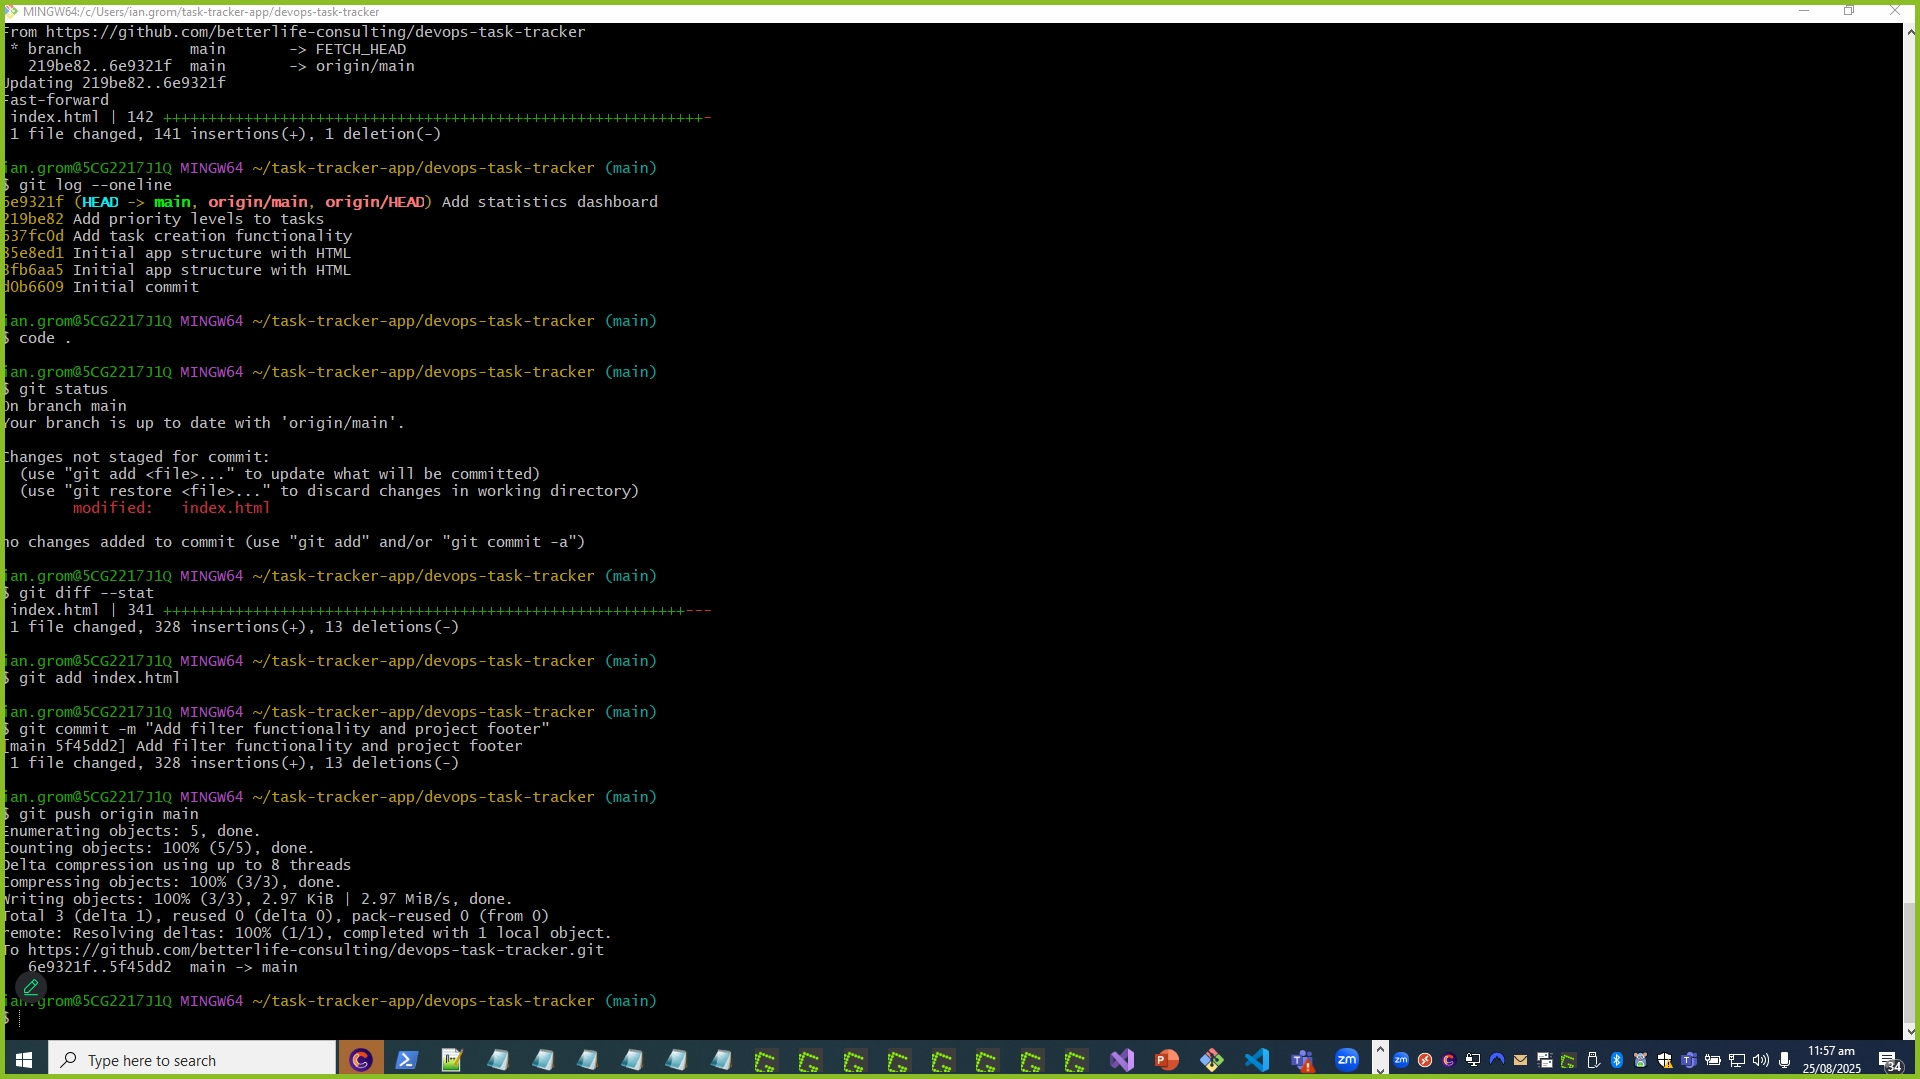 MINGW64:/c/Users/ian.grom/task-tracker-app/devops-task-tracker
From https://github.com/betterlife-consulting/devops-task-tracker
 * branch            main       -> FETCH_HEAD
   219be82..6e9321f  main       -> origin/main
Updating 219be82..6e9321f
Fast-forward
 index.html | 142 ++++++++++++++++++++++++++++++++++++++++++++++++++++++++++++-
 1 file changed, 141 insertions(+), 1 deletion(-)
ian.grom@5CG2217J1Q MINGW64 ~/task-tracker-app/devops-task-tracker (main)
$ git log --oneline
6e9321f (HEAD -> main, origin/main, origin/HEAD) Add statistics dashboard
219be82 Add priority levels to tasks
637fc0d Add task creation functionality
85e8ed1 Initial app structure with HTML
3fb6aa5 Initial app structure with HTML
d0b6609 Initial commit
ian.grom@5CG2217J1Q MINGW64 ~/task-tracker-app/devops-task-tracker (main)
$ code .
ian.grom@5CG2217J1Q MINGW64 ~/task-tracker-app/devops-task-tracker (main)
$ git status
On branch main
Your branch is up to date with 'origin/main'.
Changes not staged for commit:
  (use "git add <file>..." to update what will be committed)
  (use "git restore <file>..." to discard changes in working directory)
        modified:   index.html
no changes added to commit (use "git add" and/or "git commit -a")
ian.grom@5CG2217J1Q MINGW64 ~/task-tracker-app/devops-task-tracker (main)
$ git diff --stat
 index.html | 341 ++++++++++++++++++++++++++++++++++++++++++++++++++++++++++---
 1 file changed, 328 insertions(+), 13 deletions(-)
ian.grom@5CG2217J1Q MINGW64 ~/task-tracker-app/devops-task-tracker (main)
$ git add index.html
ian.grom@5CG2217J1Q MINGW64 ~/task-tracker-app/devops-task-tracker (main)
$ git commit -m "Add filter functionality and project footer"
[main 5f45dd2] Add filter functionality and project footer
 1 file changed, 328 insertions(+), 13 deletions(-)
ian.grom@5CG2217J1Q MINGW64 ~/task-tracker-app/devops-task-tracker (main)
$ git push origin main
Enumerating objects: 5, done.
Counting objects: 100% (5/5), done.
Delta compression using up to 8 threads
Compressing objects: 100% (3/3), done.
Writing objects: 100% (3/3), 2.97 KiB | 2.97 MiB/s, done.
Total 3 (delta 1), reused 0 (delta 0), pack-reused 0 (from 0)
remote: Resolving deltas: 100% (1/1), completed with 1 local object.
To https://github.com/betterlife-consulting/devops-task-tracker.git
   6e9321f..5f45dd2  main -> main
ian.grom@5CG2217J1Q MINGW64 ~/task-tracker-app/devops-task-tracker (main)
$
Type here to search
zm
zm
11:57 am
25/08/2025
34